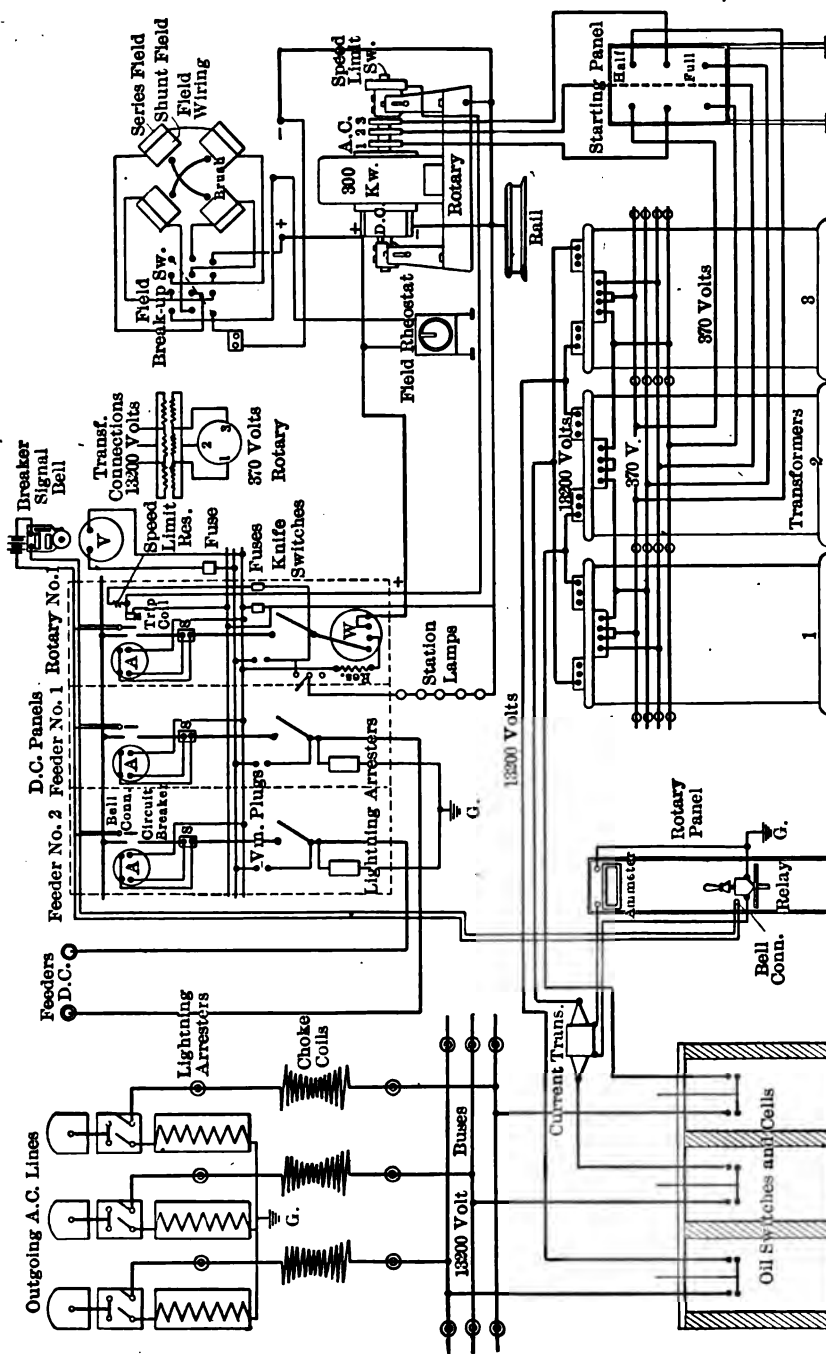 Outgoing A.C. Lines
Lightning
Arresters
Choke
Coils
G.
13200 Volt Buses
Current Trans.
Oil Switches and Cells
Feeders
D.C.
D.C. Panels
Feeder No. 2
Feeder No. 1
Rotary No. 1
Bell
Conn.
Circuit
Breaker
A
A
A
S
S
S
Trip
Coil
Vm. Plugs
Lightning Arresters
G.
Breaker
Signal
Bell
V
Speed
Limit
Res.
Fuse
Fuses
Knife
Switches
W
Res.
Station
Lamps
Transf.
Connections
13200 Volts
1
2
3
370 Volts
Rotary
Series Field
Shunt Field
Field
Wiring
Brush
Field
Break-up Sw.
+
−
Field Rheostat
+
−
D.C.
300
Kw.
A.C.
1 2 3
Speed
Limit
Sw.
Rotary
Rail
+
Starting Panel
Half
Full
13200 Volts
13200 Volts
370 V.
370 Volts
Transformers
1
2
3
Rotary
Panel
Ammeter
G.
Relay
Bell
Conn.